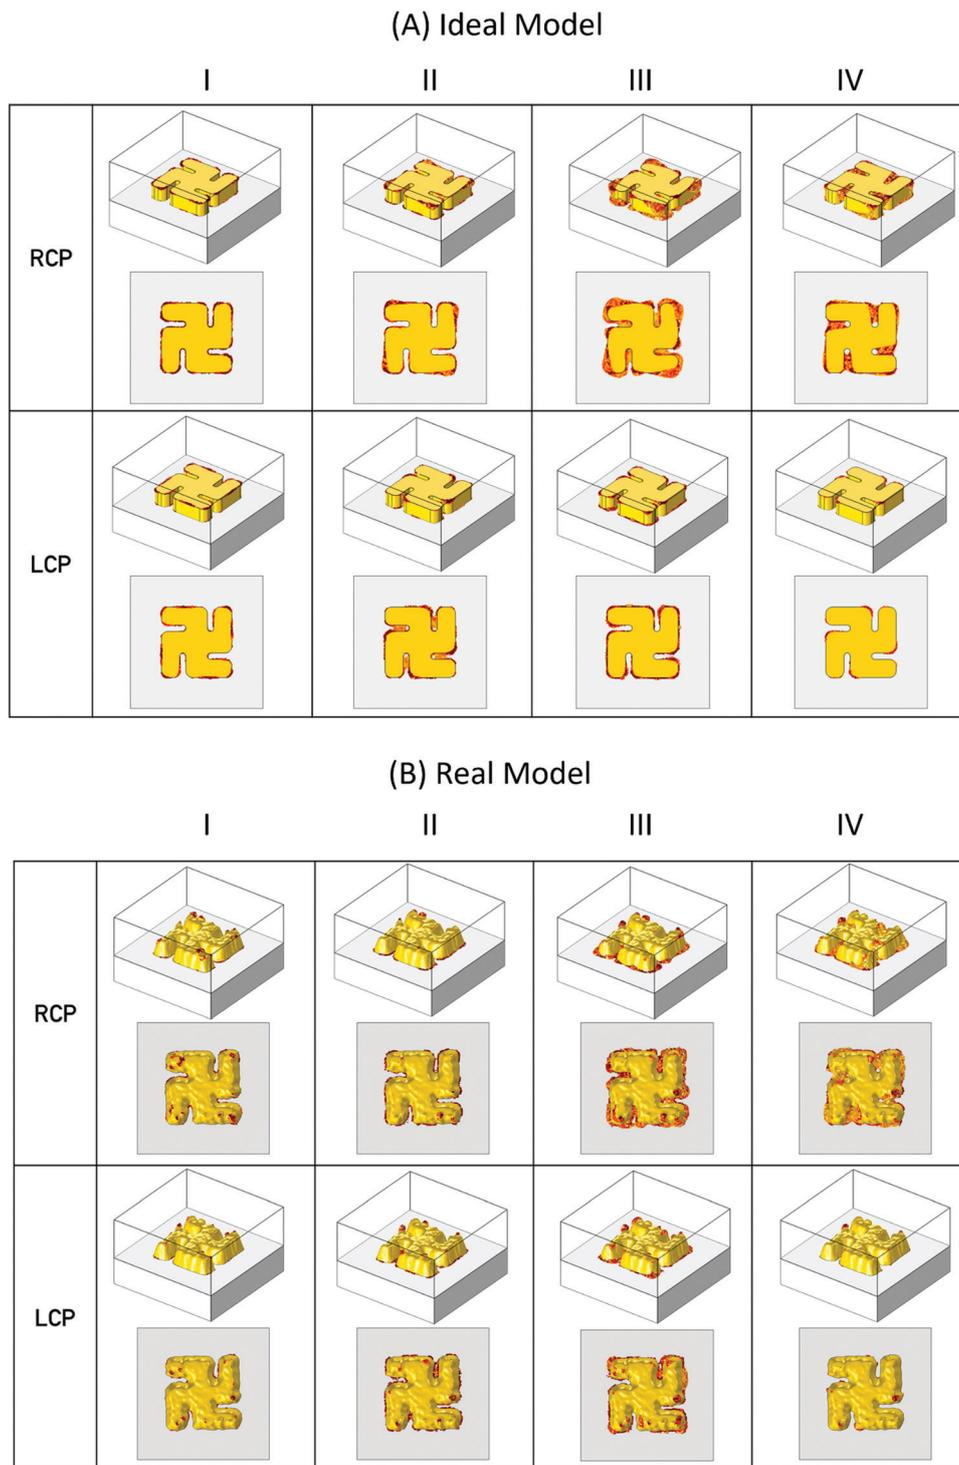 (A) Ideal Model
I II III IV
RCP
LCP
(B) Real Model
I II III IV
RCP
LCP